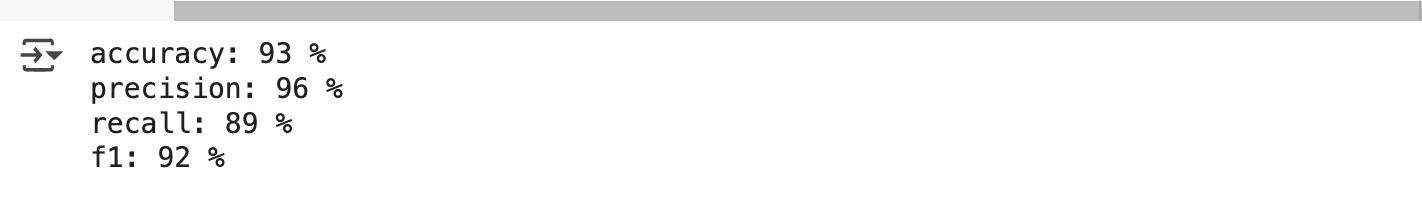 accuracy: 93 %
precision: 96 %
recall: 89 %
f1: 92 %